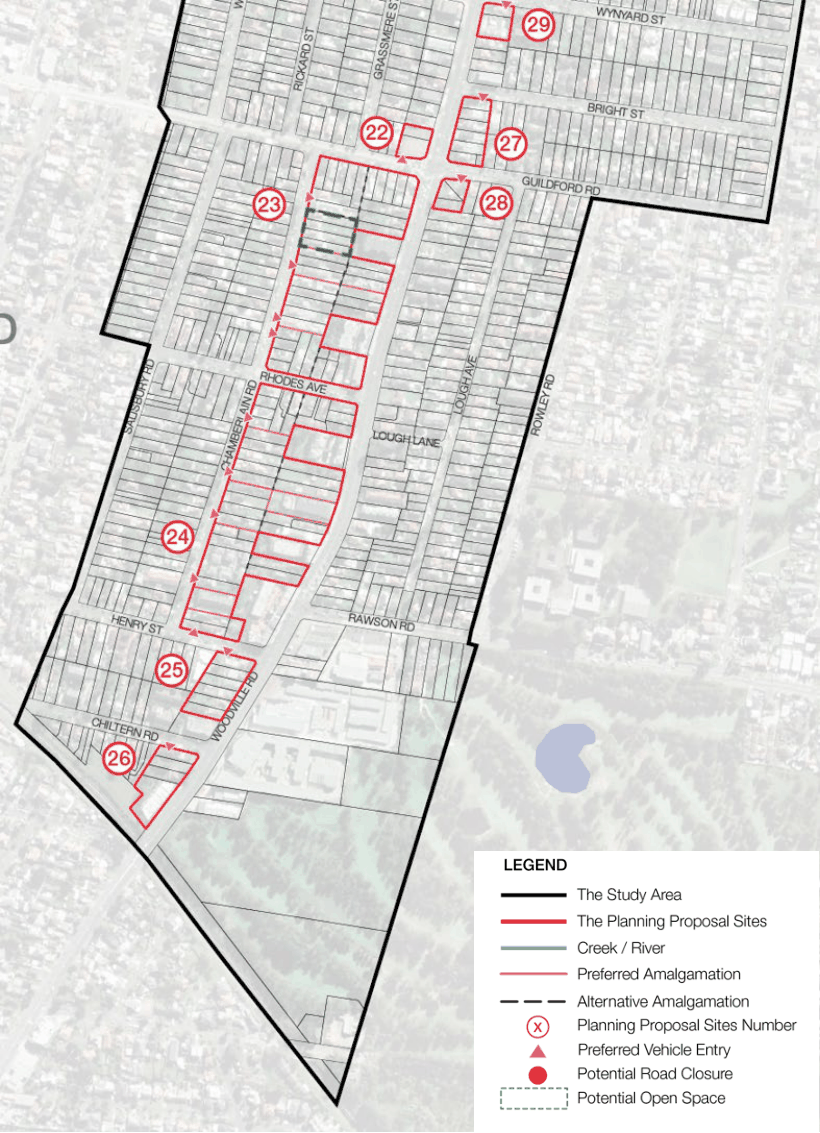 WYNYARD ST
29
GRASSMERE ST
RICKARD ST
BRIGHT ST
22
27
GUILDFORD RD
23
28
RHODES AVE
SALISBURY RD
CHAMBERLAIN RD
LOUGH AVE
ROWLEY RD
LOUGH LANE
24
HENRY ST
RAWSON RD
25
WOODVILLE RD
CHILTERN RD
26
LEGEND
The Study Area
The Planning Proposal Sites
Creek / River
Preferred Amalgamation
Alternative Amalgamation
X Planning Proposal Sites Number
Preferred Vehicle Entry
Potential Road Closure
Potential Open Space